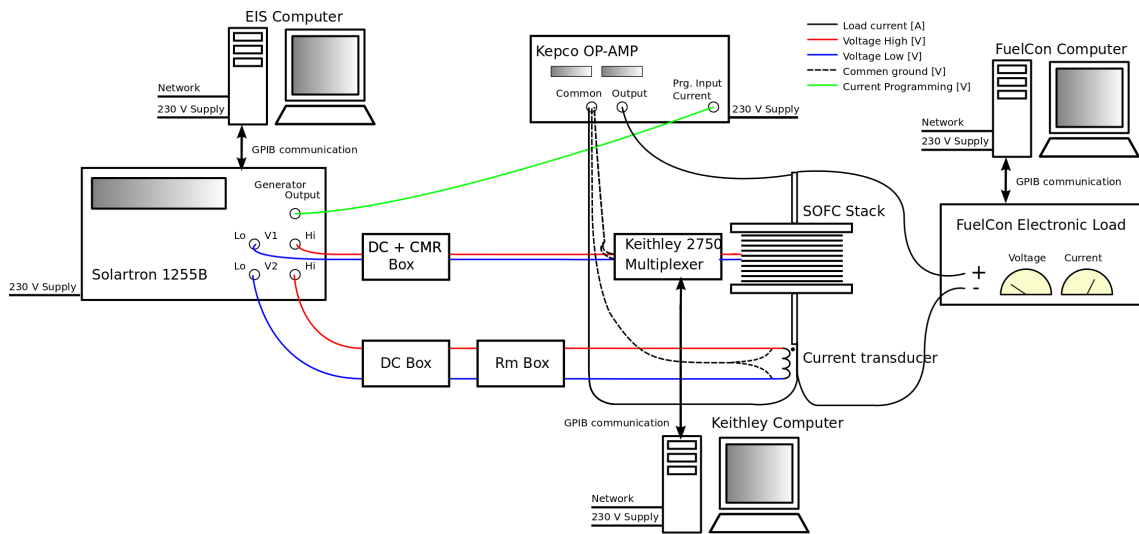 EIS Computer
Network
230 V Supply
GPIB communication
Kepco OP-AMP
Common Output
Prg. Input
Current
230 V Supply
Load current [A]
Voltage High [V]
Voltage Low [V]
Commen ground [V]
Current Programming [V]
FuelCon Computer
Network
230 V Supply
GPIB communication
Generator
Output
Lo V1 Hi
Lo V2 Hi
Solartron 1255B
230 V Supply
DC + CMR
Box
Keithley 2750
Multiplexer
SOFC Stack
FuelCon Electronic Load
Voltage Current
+
-
DC Box
Rm Box
Current transducer
GPIB communication
Keithley Computer
Network
230 V Supply